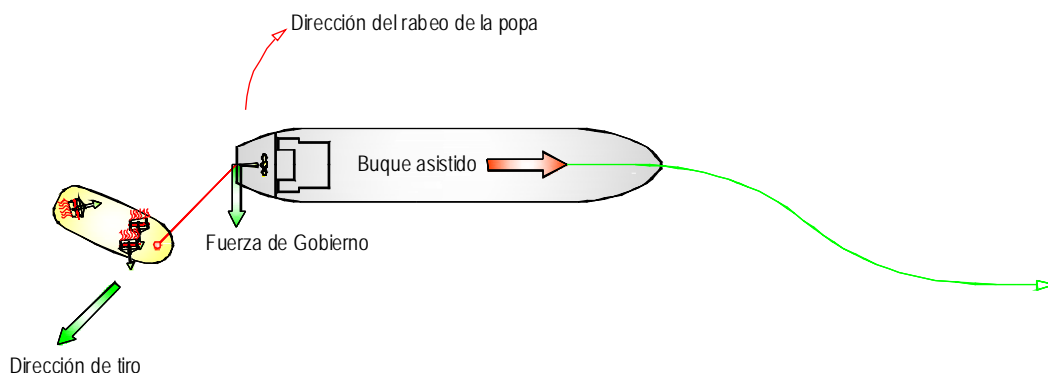 Dirección del rabeo de la popa
Buque asistido
Fuerza de Gobierno
Dirección de tiro